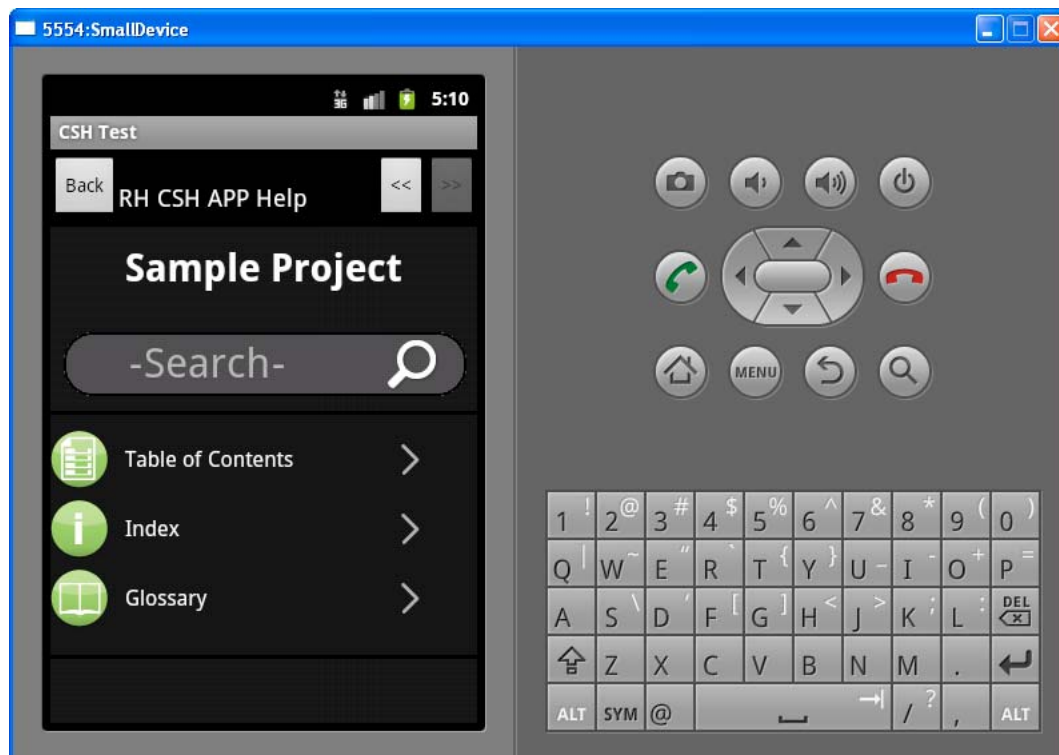 5554:SmallDevice
3G 5:10
CSH Test
Back RH CSH APP Help << >>
Sample Project
-Search-
Table of Contents
i Index
Glossary
MENU
1 ! 2 @ 3 # 4 $ 5 % 6 ^ 7 & 8 * 9 ( 0 )
Q | W ~ E " R ` T { Y } U _ I - O + P =
A S \ D ' F [ G ] H < J > K ; L : DEL
Z X C V B N M .
ALT SYM @ / ? , ALT